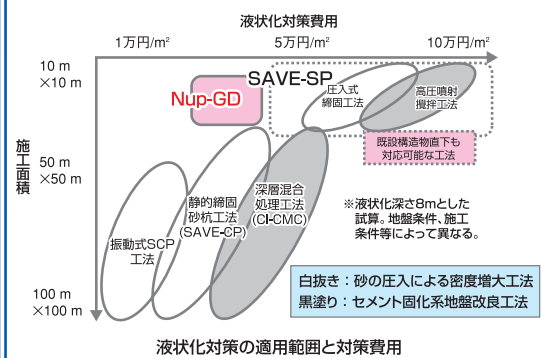 液状化対策費用
1万円/m²
5万円/m²
10万円/m²
10 m
×10 m
SAVE-SP
Nup-GD
圧入式
締固工法
高圧噴射
攪拌工法
既設構造物直下も
対応可能な工法
施工面積
50 m
×50 m
深層混合
処理工法
(CI-CMC)
静的締固
砂杭工法
(SAVE-CP)
振動式SCP
工法
※液状化深さ8mとした
試算。地盤条件、施工
条件等によって異なる。
白抜き：砂の圧入による密度増大工法
黒塗り：セメント固化系地盤改良工法
100 m
×100 m
液状化対策の適用範囲と対策費用